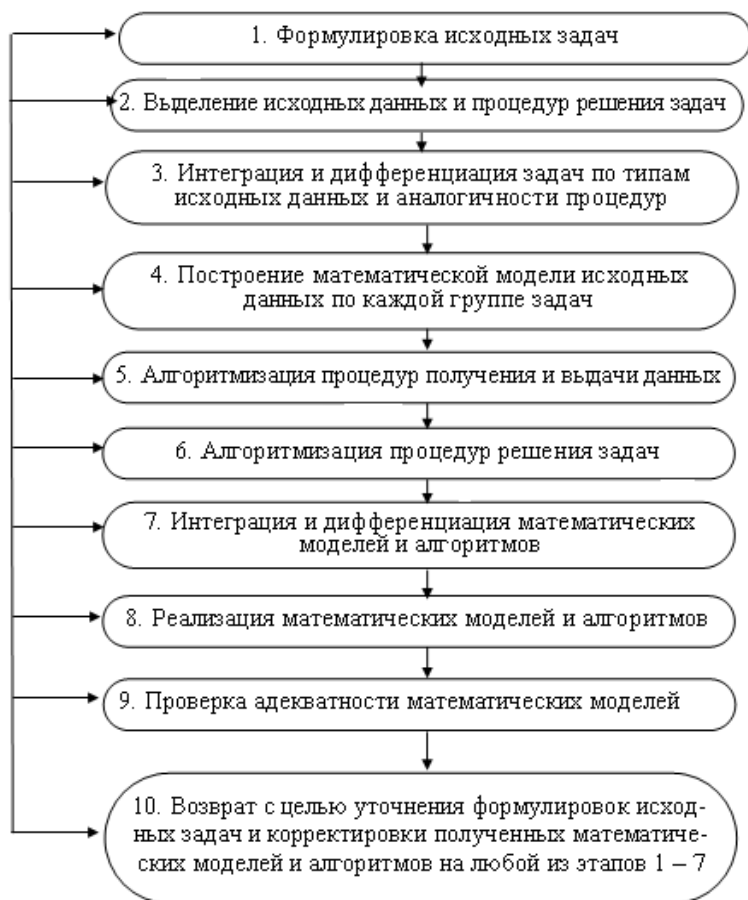 1. Формулировка исходных задач
2. Выделение исходных данных и процедур решения задач
3. Интеграция и дифференциация задач по типам
исходных данных и аналогичности процедур
4. Построение математической модели исходных
данных по каждой группе задач
5. Алгоритмизация процедур получения и выдачи данных
6. Алгоритмизация процедур решения задач
7. Интеграция и дифференциация математических
моделей и алгоритмов
8. Реализация математических моделей и алгоритмов
9. Проверка адекватности математических моделей
10. Возврат с целью уточнения формулировок исход-
ных задач и корректировки полученных математиче-
ских моделей и алгоритмов на любой из этапов 1 – 7